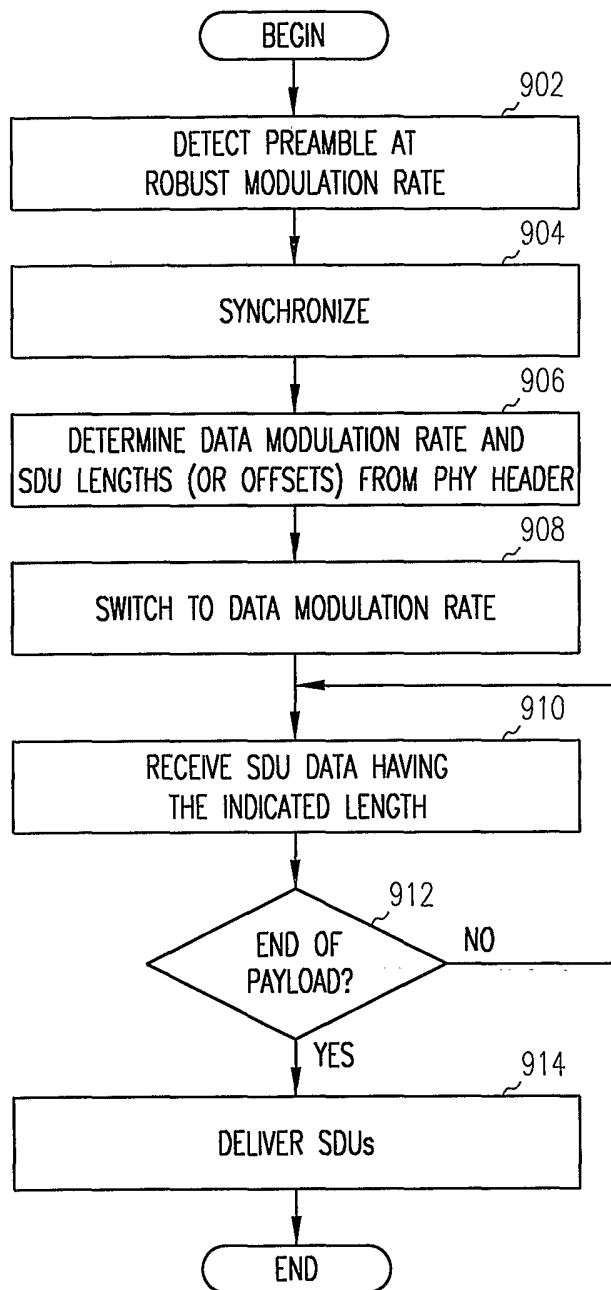 BEGIN
902
DETECT PREAMBLE AT
ROBUST MODULATION RATE
904
SYNCHRONIZE
906
DETERMINE DATA MODULATION RATE AND
SDU LENGTHS (OR OFFSETS) FROM PHY HEADER
908
SWITCH TO DATA MODULATION RATE
910
RECEIVE SDU DATA HAVING
THE INDICATED LENGTH
912
END OF
PAYLOAD?
NO
YES
914
DELIVER SDUs
END